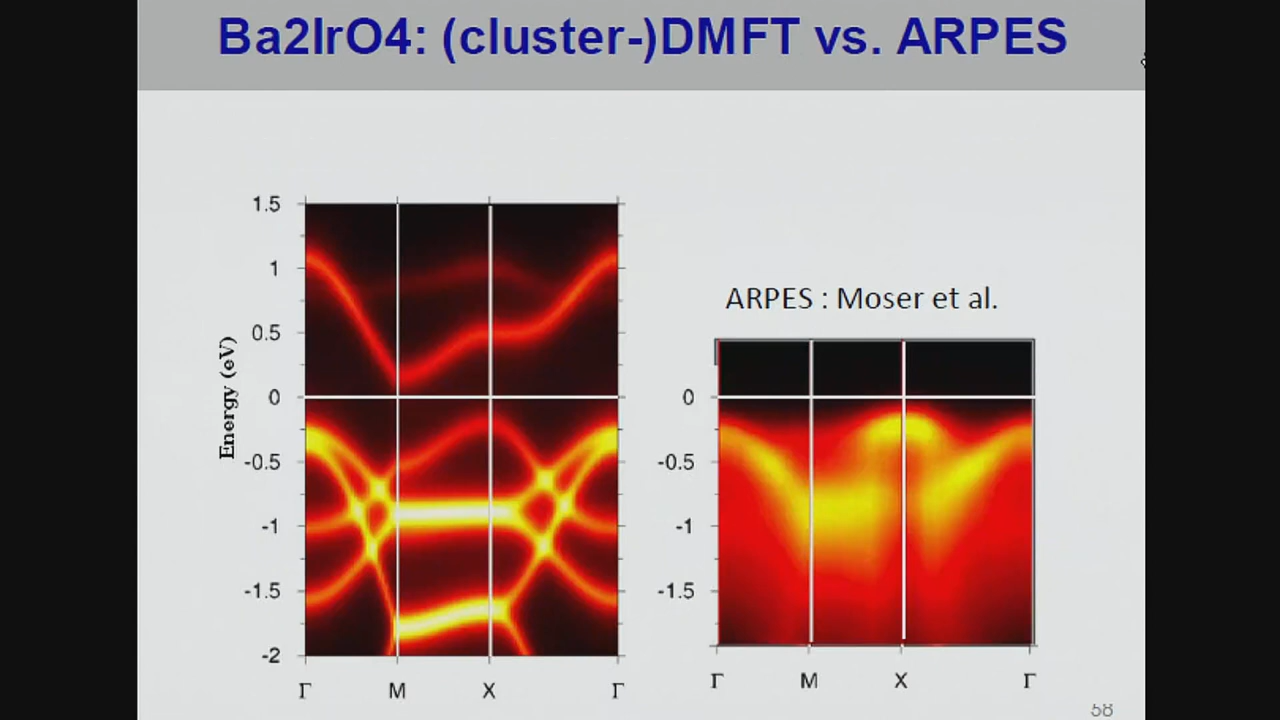 Ba2IrO4: (cluster-)DMFT vs. ARPES
ARPES : Moser et al.
Energy (eV)
1.5
1
0.5
0
-0.5
-1
-1.5
-2
Γ M X Γ
0
-0.5
-1
-1.5
Γ M X Γ
58